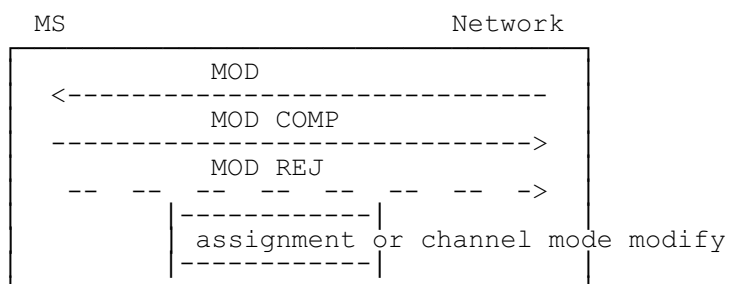 MS Network
MOD
MOD COMP
MOD REJ
assignment or channel mode modify